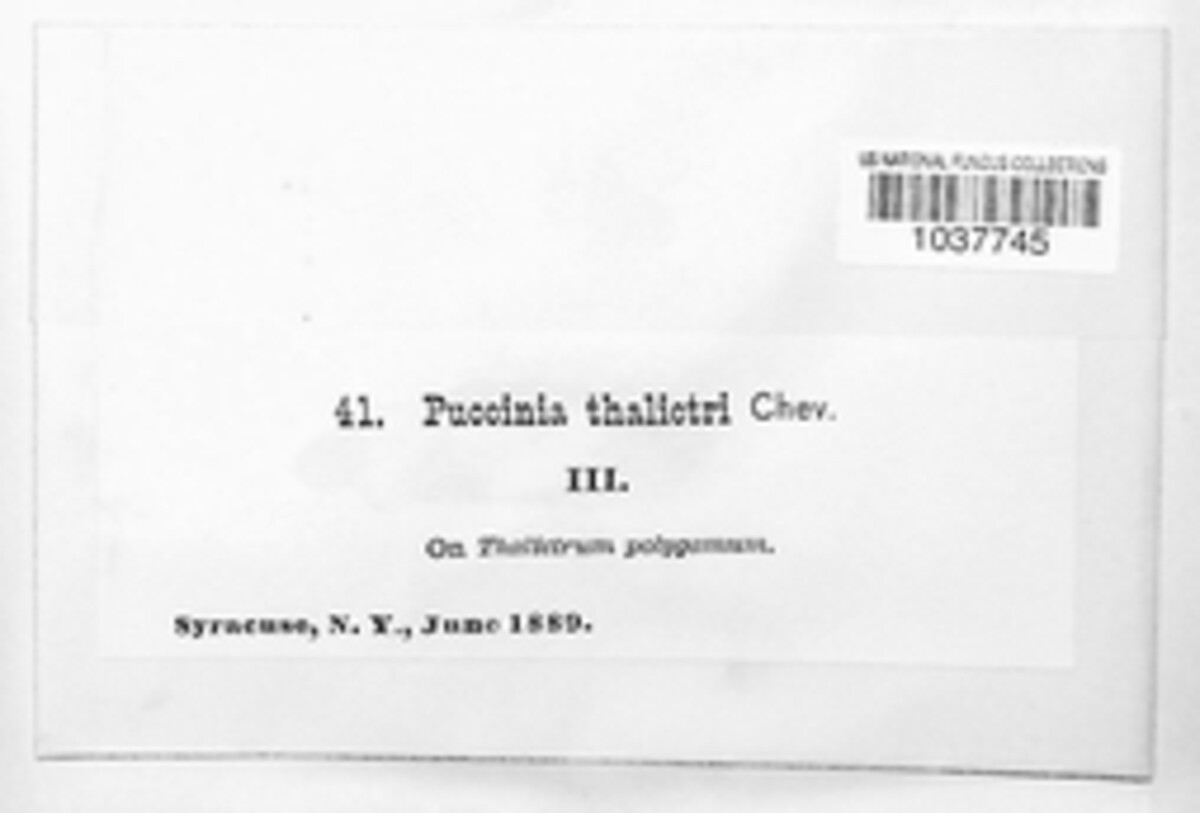 US NATIONAL FUNGUS COLLECTIONS
1037745
41. Puccinia thalictri Chev.
III.
On Thalictrum polygamum.
Syracuse, N. Y., June 1889.